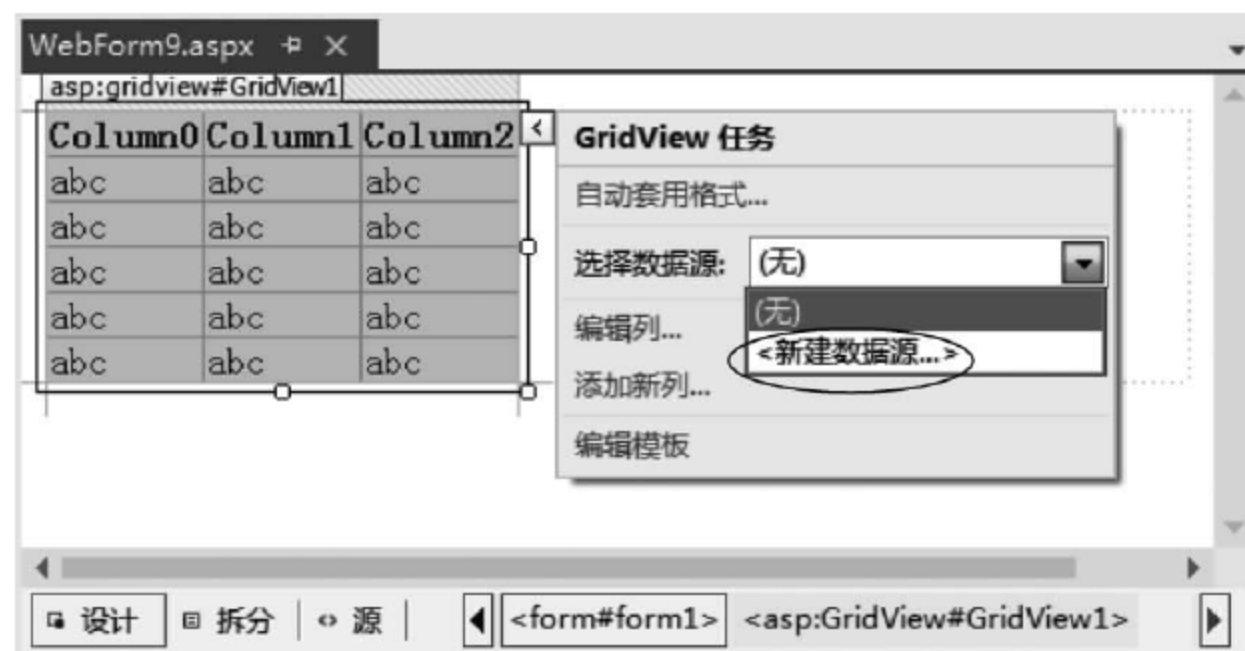 WebForm9.aspx
asp:gridview#GridView1
Column0 Column1 Column2
abc abc abc
abc abc abc
abc abc abc
abc abc abc
abc abc abc
GridView 任务
自动套用格式...
选择数据源: (无)
(无)
<新建数据源...>
编辑列...
添加新列...
编辑模板
设计 拆分 源 <form#form1> <asp:GridView#GridView1>